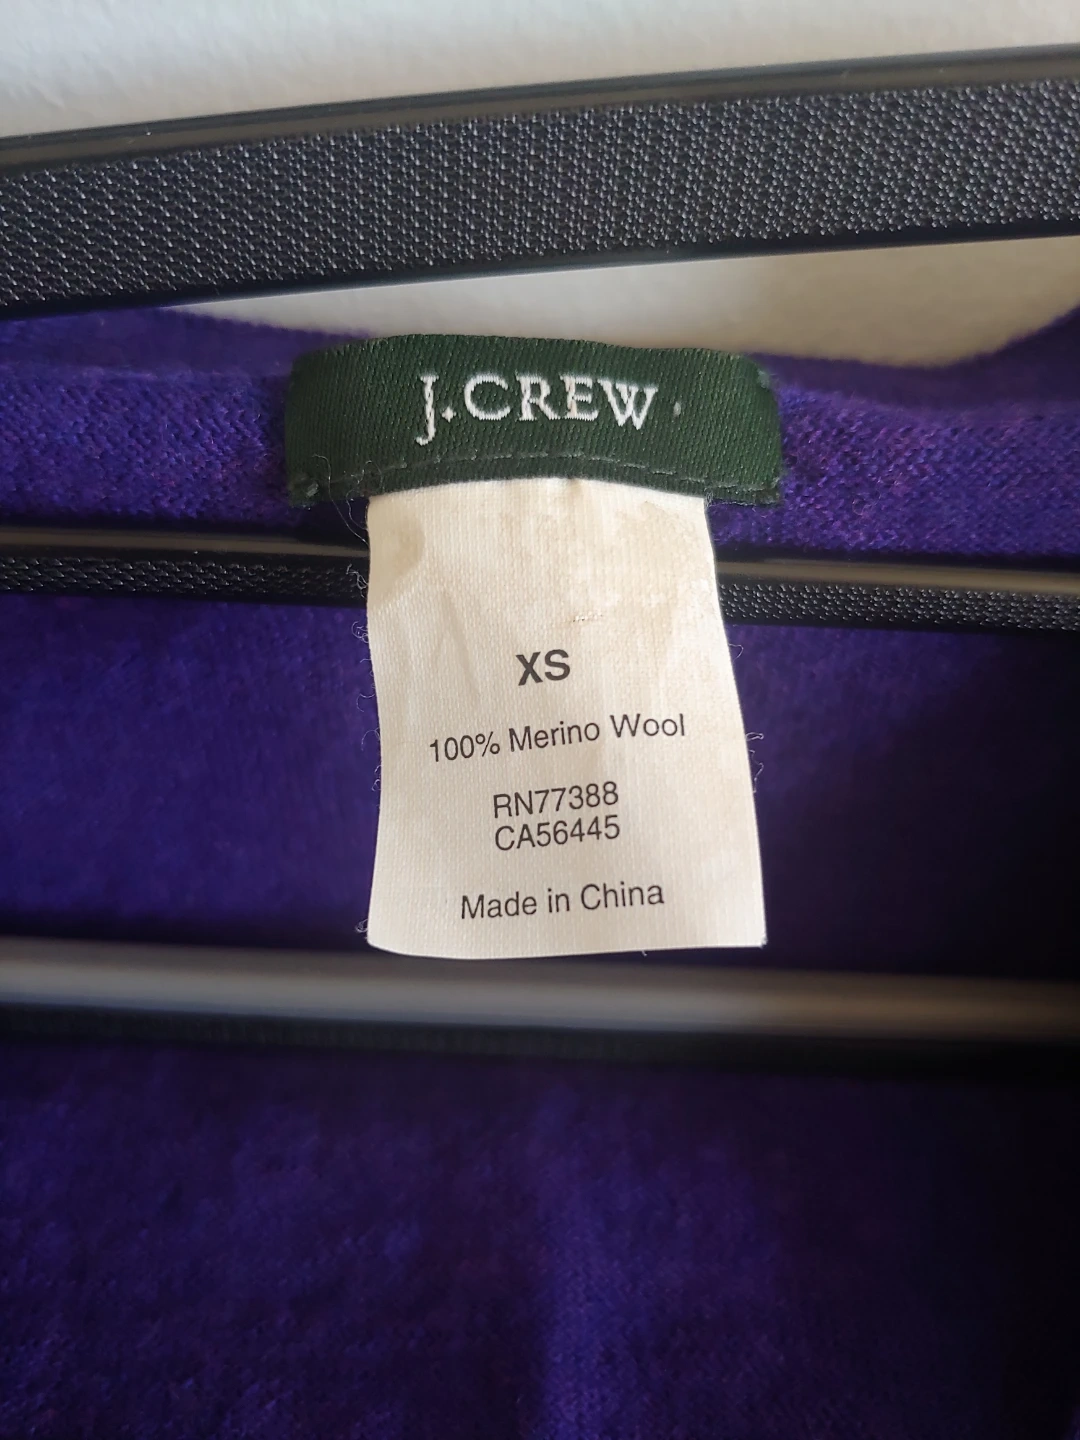 J.CREW
XS
100% Merino Wool
RN77388
CA56445
Made in China